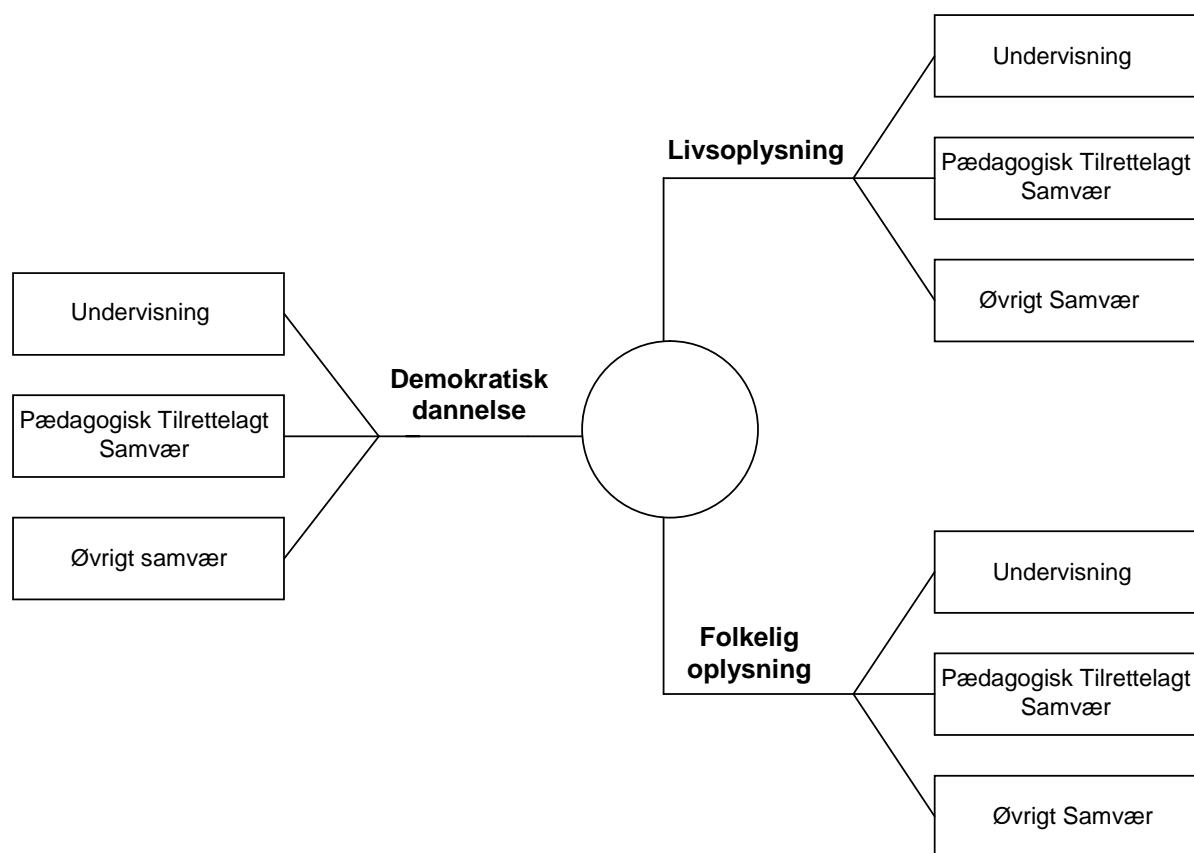 Undervisning
Livsoplysning
Pædagogisk Tilrettelagt
Samvær
Øvrigt Samvær
Undervisning
Demokratisk
dannelse
Pædagogisk Tilrettelagt
Samvær
Øvrigt samvær
Undervisning
Folkelig
oplysning
Pædagogisk Tilrettelagt
Samvær
Øvrigt Samvær